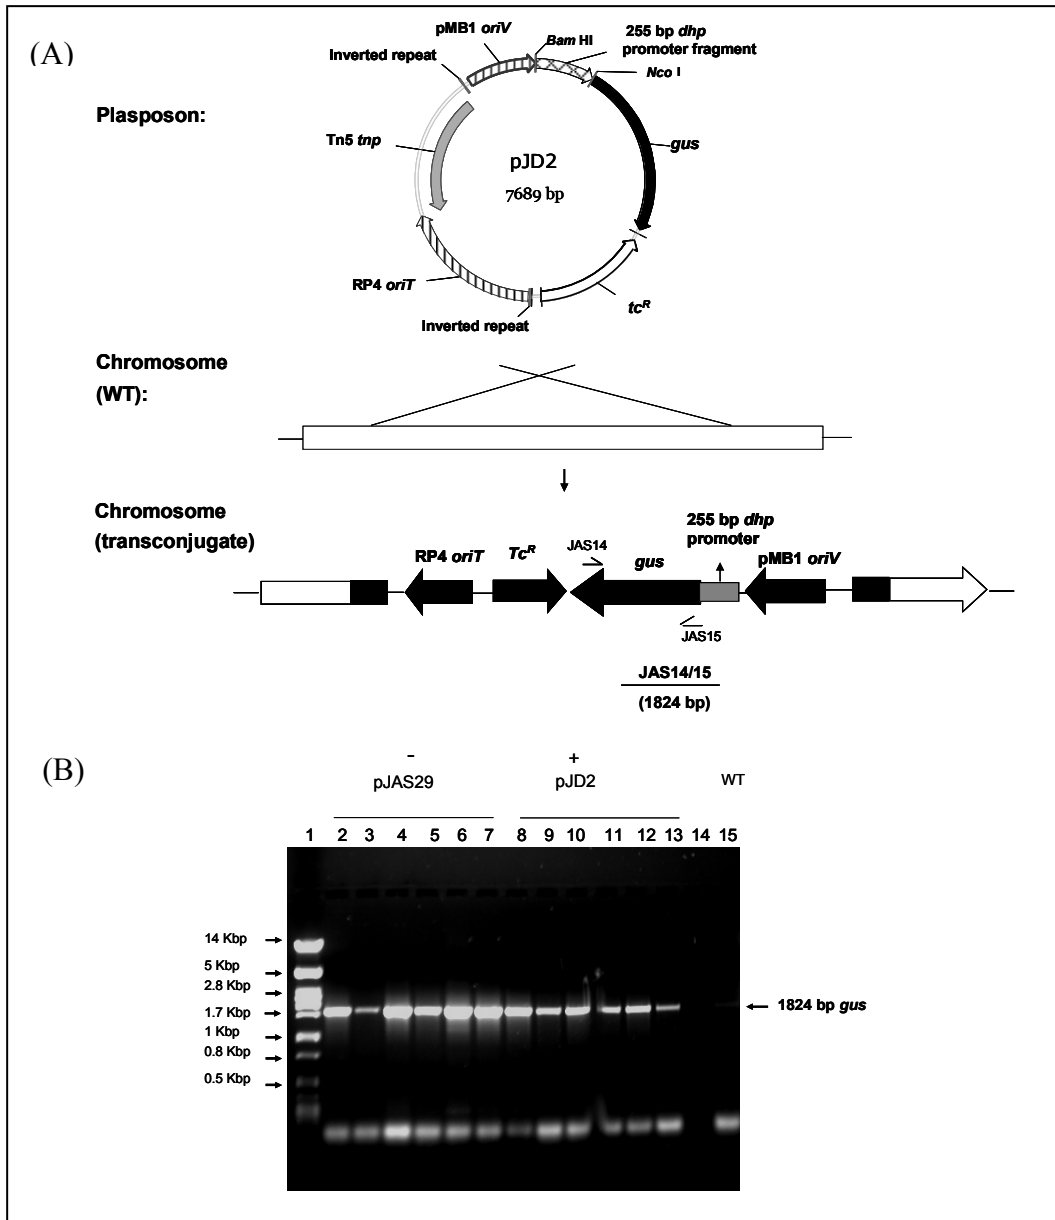 (A)
pMB1 oriV
Bam HI
255 bp dhp
promoter fragment
Inverted repeat
Nco I
Plasposon:
Tn5 tnp
gus
pJD2
7689 bp
RP4 oriT
tcR
Inverted repeat
Chromosome
(WT):
Chromosome
(transconjugate)
255 bp dhp
promoter
RP4 oriT
TcR
JAS14
gus
pMB1 oriV
JAS15
JAS14/15
(1824 bp)
(B)
- + 
pJAS29 pJD2 WT
1 2 3 4 5 6 7 8 9 10 11 12 13 14 15
14 Kbp
5 Kbp
2.8 Kbp
1.7 Kbp
1824 bp gus
1 Kbp
0.8 Kbp
0.5 Kbp